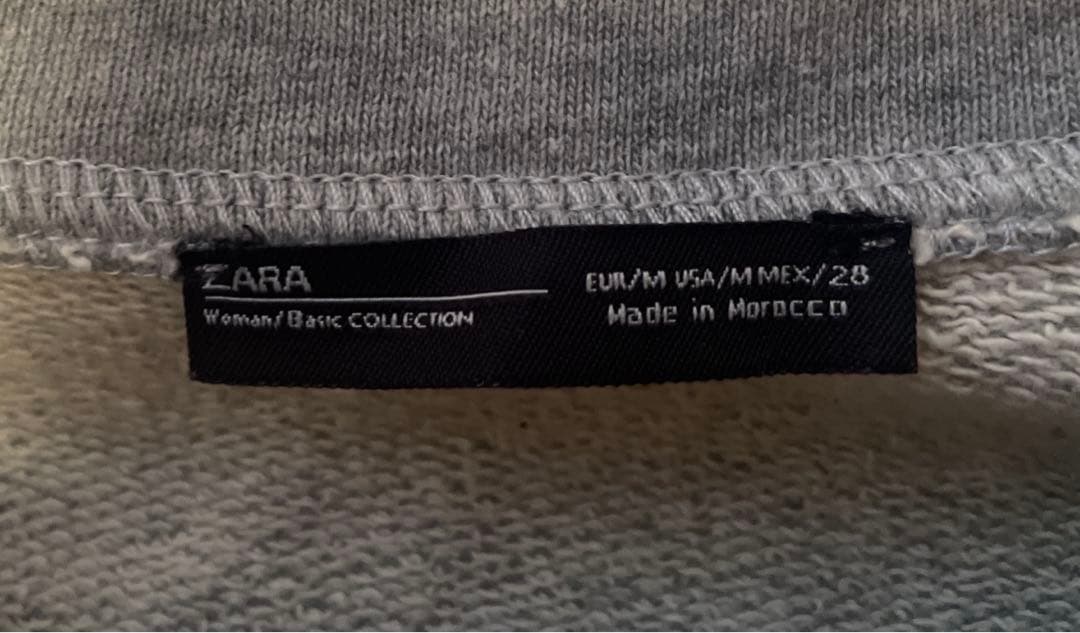 ZARA
Woman/Basic COLLECTION
EUR/M USA/M MEX/28
Made in Morocco